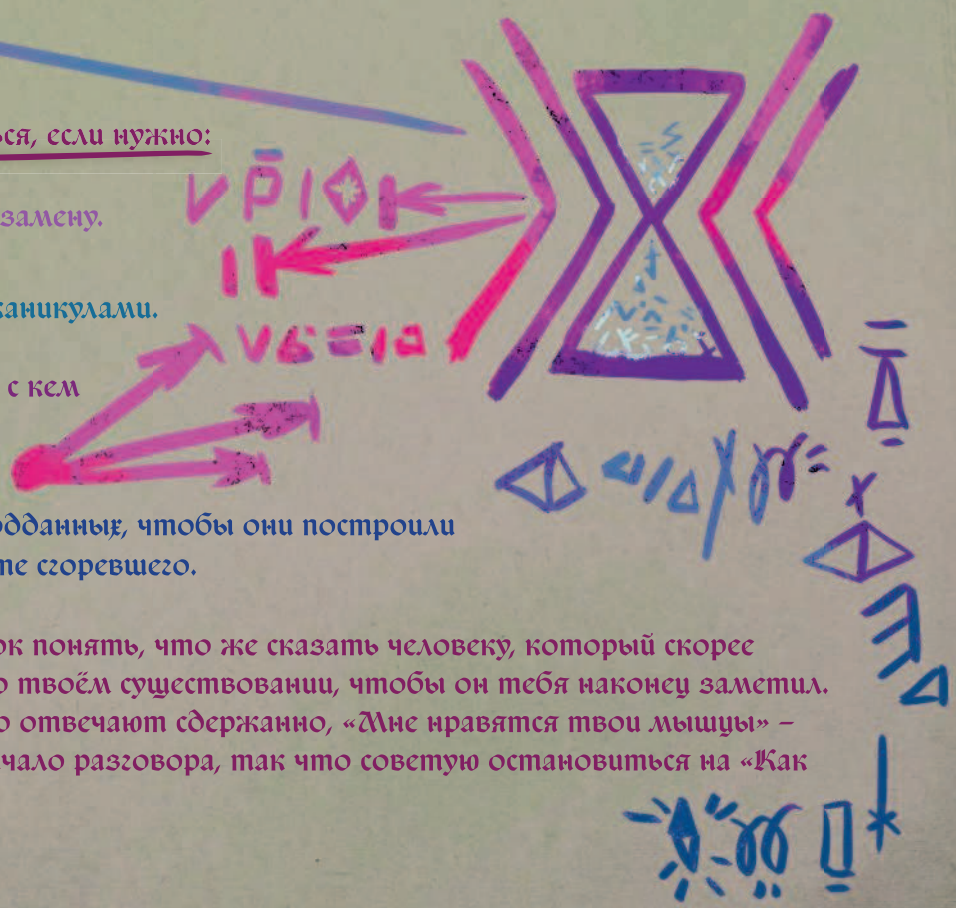 ся, если нужно:
замену.
каникулами.
с кем
одданных, чтобы они построили
те сгоревшего.
ок понять, что же сказать человеку, который скорее
о твоём существовании, чтобы он тебя наконец заметил.
о отвечают сдержанно, «Мне нравятся твои мышцы» –
чало разговора, так что советую остановиться на «Как